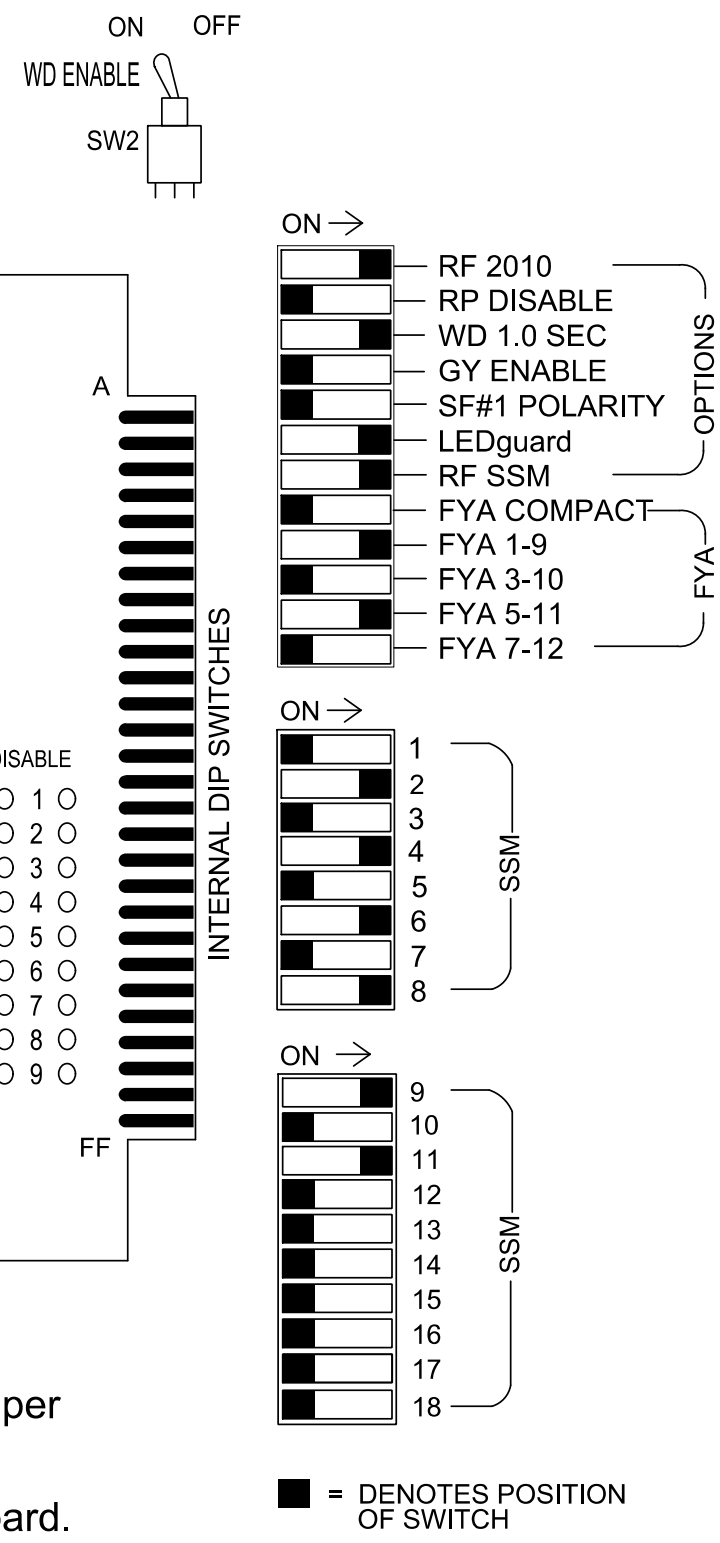 ON OFF
WD ENABLE
SW2
ON
RF 2010
RP DISABLE
WD 1.0 SEC
GY ENABLE
SF#1 POLARITY
LEDguard
RF SSM
OPTIONS
FYA COMPACT
FYA 1-9
FYA 3-10
FYA 5-11
FYA 7-12
FYA
A
FF
INTERNAL DIP SWITCHES
ISABLE
1
2
3
4
5
6
7
8
9
ON
1
2
3
4
5
6
7
8
SSM
ON
9
10
11
12
13
14
15
16
17
18
SSM
per
ard.
= DENOTES POSITION
OF SWITCH